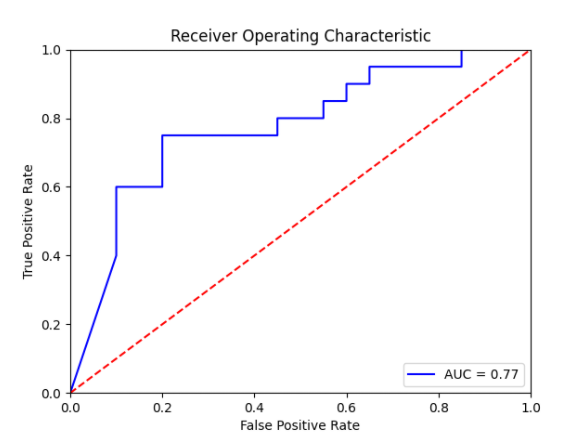 Receiver Operating Characteristic
1.0
0.8
0.6
0.4
0.2
0.0
True Positive Rate
AUC = 0.77
0.0 0.2 0.4 0.6 0.8 1.0
False Positive Rate